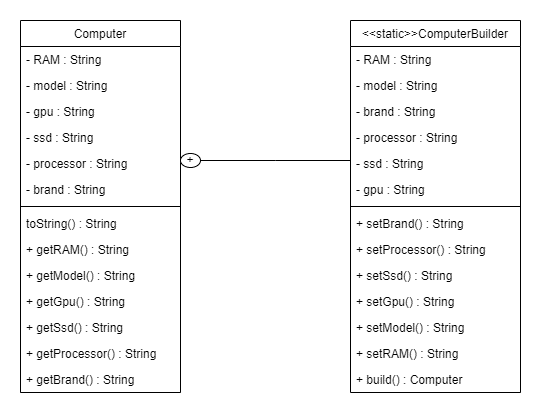 Computer
- RAM : String
- model : String
- gpu : String
- ssd : String
- processor : String
- brand : String
toString() : String
+ getRAM() : String
+ getModel() : String
+ getGpu() : String
+ getSsd() : String
+ getProcessor() : String
+ getBrand() : String
+
<<static>>ComputerBuilder
- RAM : String
- model : String
- brand : String
- processor : String
- ssd : String
- gpu : String
+ setBrand() : String
+ setProcessor() : String
+ setSsd() : String
+ setGpu() : String
+ setModel() : String
+ setRAM() : String
+ build() : Computer